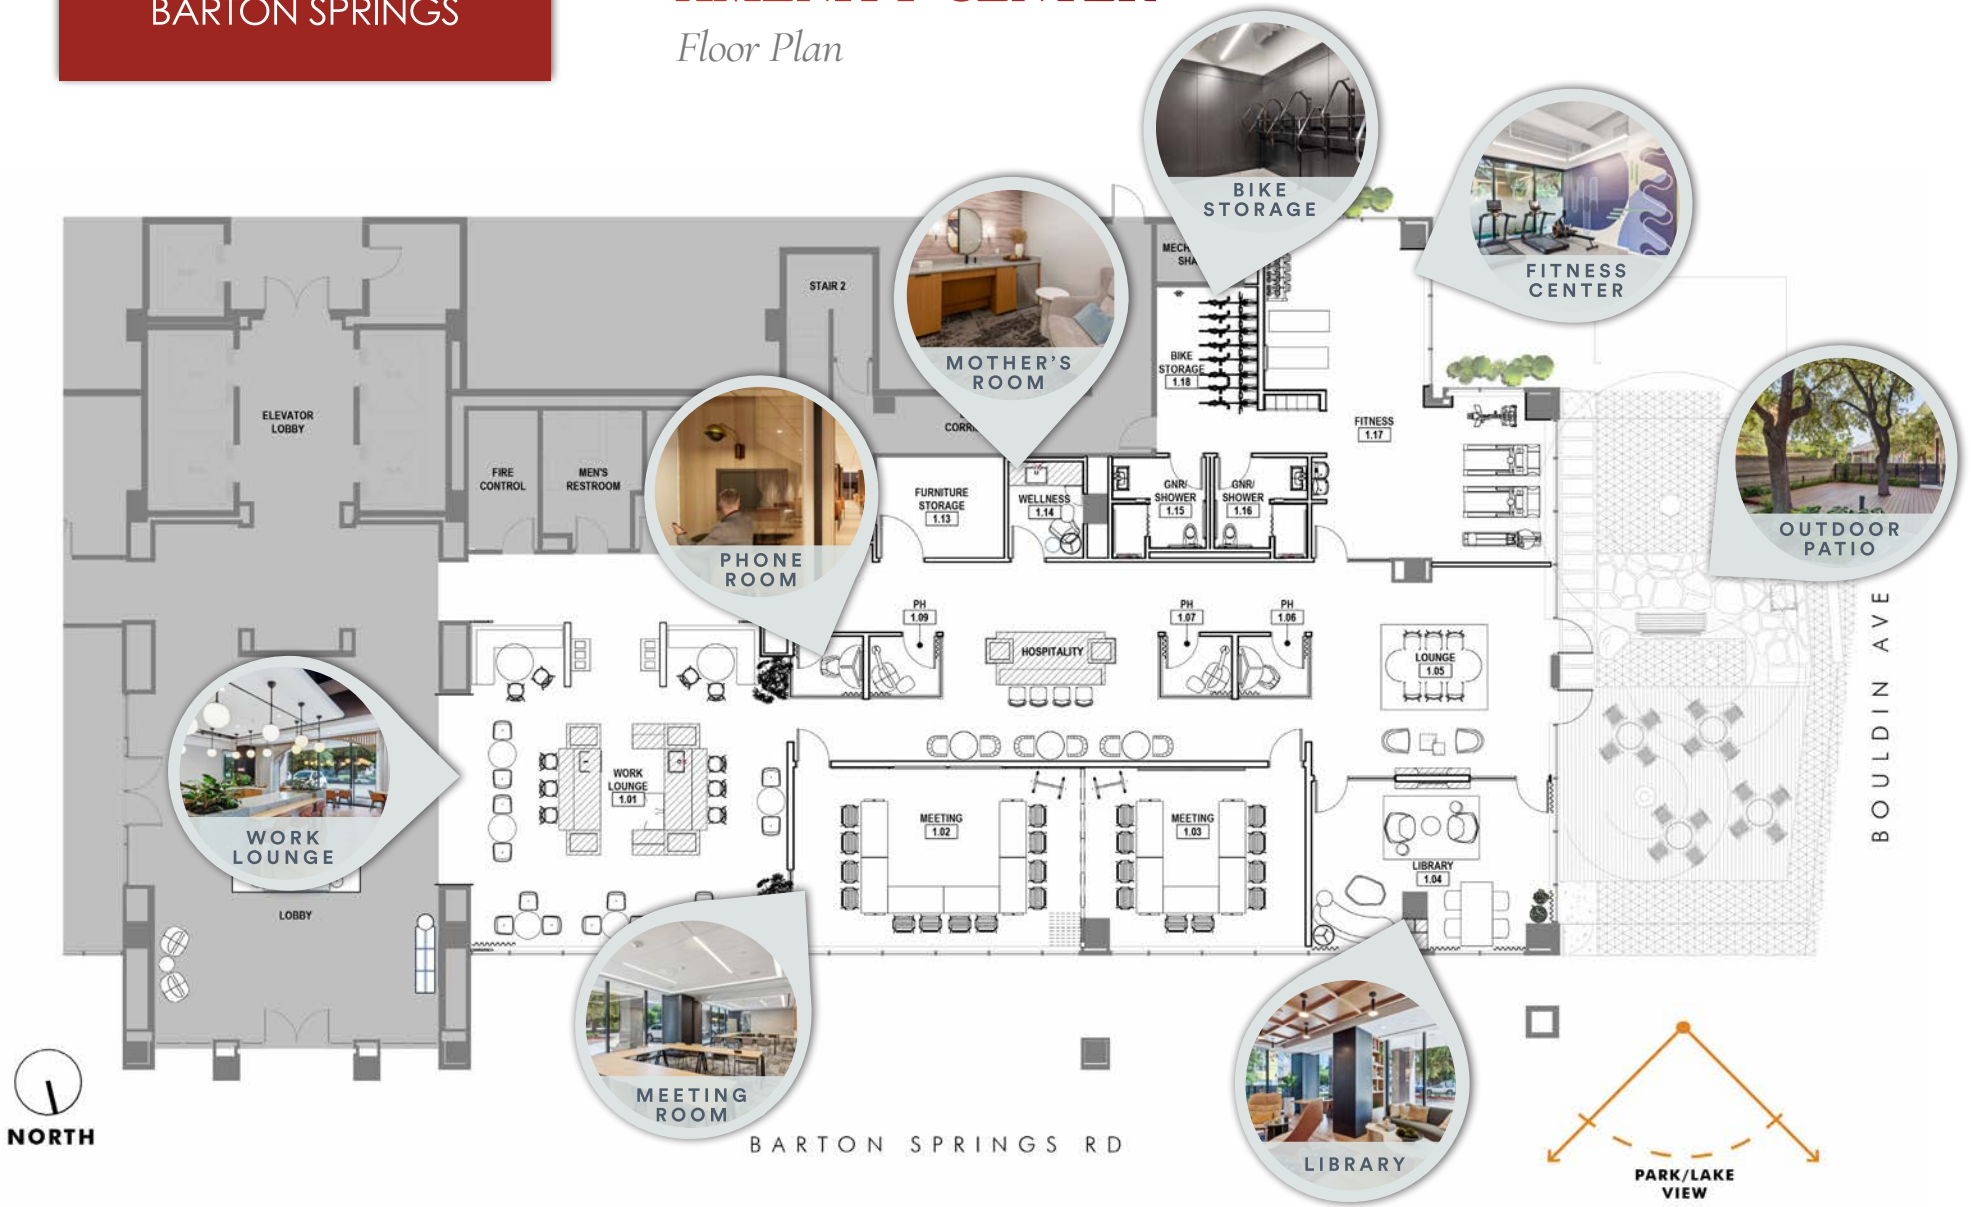 BARTON SPRINGS
AMENITY CENTER
Floor Plan
BIKE
STORAGE
FITNESS
CENTER
MOTHER'S
ROOM
PHONE
ROOM
OUTDOOR
PATIO
WORK
LOUNGE
MEETING
ROOM
LIBRARY
STAIR 2
ELEVATOR
LOBBY
FIRE
CONTROL
MEN'S
RESTROOM
FURNITURE
STORAGE
1.13
WELLNESS
1.14
GNR/
SHOWER
1.15
GNR/
SHOWER
1.16
BIKE
STORAGE
1.18
FITNESS
1.17
PH
1.09
HOSPITALITY
PH
1.07
PH
1.06
LOUNGE
1.05
WORK
LOUNGE
1.01
MEETING
1.02
MEETING
1.03
LIBRARY
1.04
LOBBY
BOULDIN AVE
NORTH
BARTON SPRINGS RD
PARK/LAKE
VIEW